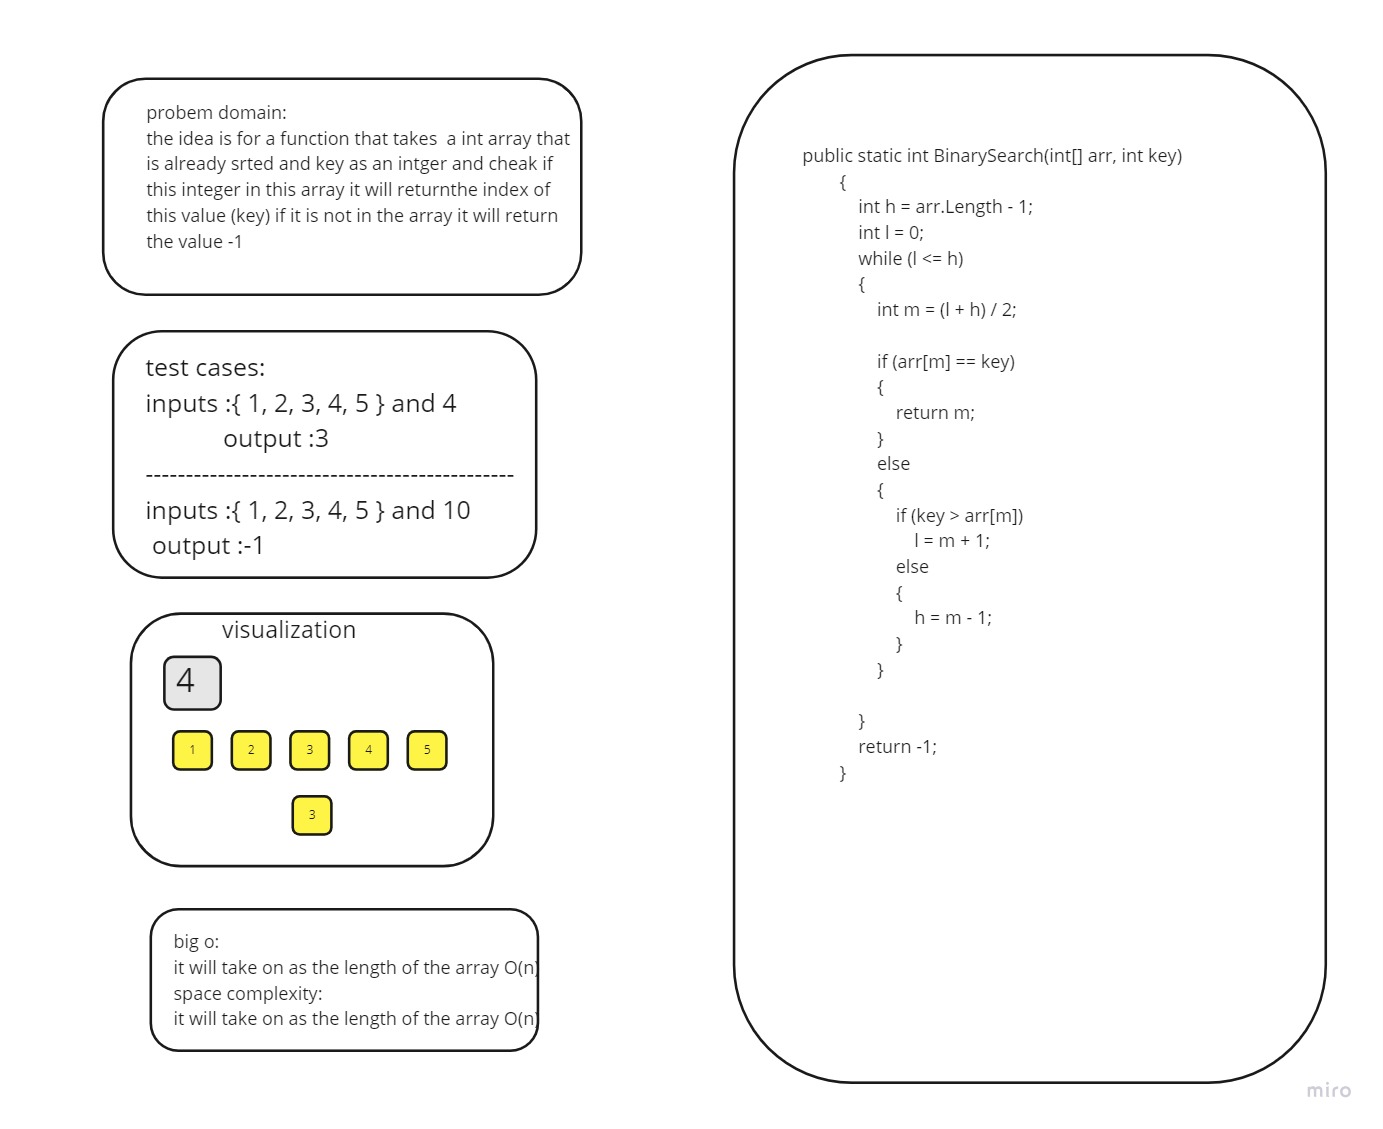 probem domain:
the idea is for a function that takes  a int array that
is already srted and key as an intger and cheak if
this integer in this array it will returnthe index of
this value (key) if it is not in the array it will return
the value -1
test cases:
inputs :{ 1, 2, 3, 4, 5 } and 4
output :3
----------------------------------------------
inputs :{ 1, 2, 3, 4, 5 } and 10
output :-1
visualization
4
1 2 3 4 5
3
big o:
it will take on as the length of the array O(n)
space complexity:
it will take on as the length of the array O(n)
public static int BinarySearch(int[] arr, int key)
{
int h = arr.Length - 1;
int l = 0;
while (l <= h)
{
int m = (l + h) / 2;
if (arr[m] == key)
{
return m;
}
else
{
if (key > arr[m])
l = m + 1;
else
{
h = m - 1;
}
}
}
return -1;
}
miro